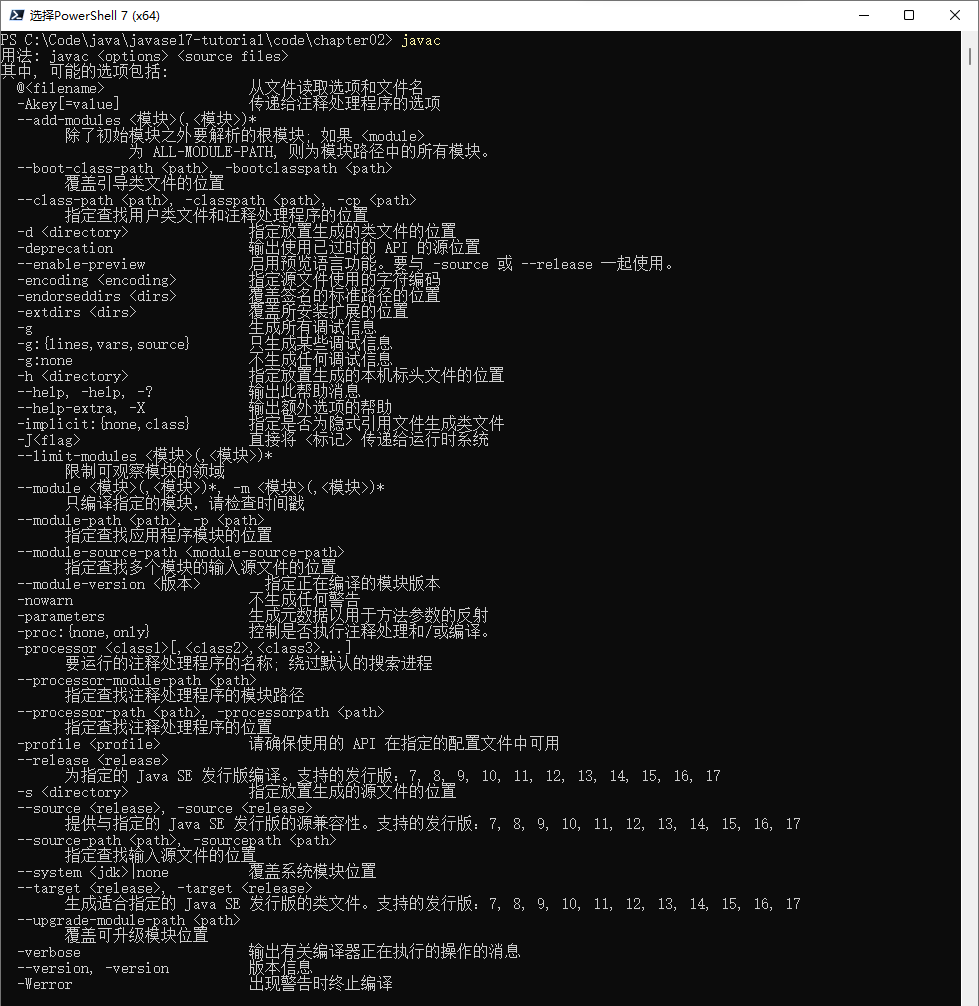 选择PowerShell 7 (x64)
PS C:\Code\java\javase17-tutorial\code\chapter02> javac
用法: javac <options> <source files>
其中, 可能的选项包括:
@<filename> 从文件读取选项和文件名
-Akey[=value] 传递给注释处理程序的选项
--add-modules <模块>(,<模块>)*
除了初始模块之外要解析的根模块; 如果 <module>
为 ALL-MODULE-PATH, 则为模块路径中的所有模块。
--boot-class-path <path>, -bootclasspath <path>
覆盖引导类文件的位置
--class-path <path>, -classpath <path>, -cp <path>
指定查找用户类文件和注释处理程序的位置
-d <directory> 指定放置生成的类文件的位置
-deprecation 输出使用已过时的 API 的源位置
--enable-preview 启用预览语言功能。要与 -source 或 --release 一起使用。
-encoding <encoding> 指定源文件使用的字符编码
-endorseddirs <dirs> 覆盖签名的标准路径的位置
-extdirs <dirs> 覆盖所安装扩展的位置
-g 生成所有调试信息
-g:{lines,vars,source} 只生成某些调试信息
-g:none 不生成任何调试信息
-h <directory> 指定放置生成的本机标头文件的位置
--help, -help, -? 输出此帮助消息
--help-extra, -X 输出额外选项的帮助
-implicit:{none,class} 指定是否为隐式引用文件生成类文件
-J<flag> 直接将 <标记> 传递给运行时系统
--limit-modules <模块>(,<模块>)*
限制可观察模块的领域
--module <模块>(,<模块>)*, -m <模块>(,<模块>)*
只编译指定的模块，请检查时间戳
--module-path <path>, -p <path>
指定查找应用程序模块的位置
--module-source-path <module-source-path>
指定查找多个模块的输入源文件的位置
--module-version <版本> 指定正在编译的模块版本
-nowarn 不生成任何警告
-parameters 生成元数据以用于方法参数的反射
-proc:{none,only} 控制是否执行注释处理和/或编译。
-processor <class1>[,<class2>,<class3>...]
要运行的注释处理程序的名称; 绕过默认的搜索进程
--processor-module-path <path>
指定查找注释处理程序的模块路径
--processor-path <path>, -processorpath <path>
指定查找注释处理程序的位置
-profile <profile> 请确保使用的 API 在指定的配置文件中可用
--release <release>
为指定的 Java SE 发行版编译。支持的发行版：7, 8, 9, 10, 11, 12, 13, 14, 15, 16, 17
-s <directory> 指定放置生成的源文件的位置
--source <release>, -source <release>
提供与指定的 Java SE 发行版的源兼容性。支持的发行版：7, 8, 9, 10, 11, 12, 13, 14, 15, 16, 17
--source-path <path>, -sourcepath <path>
指定查找输入源文件的位置
--system <jdk>|none 覆盖系统模块位置
--target <release>, -target <release>
生成适合指定的 Java SE 发行版的类文件。支持的发行版：7, 8, 9, 10, 11, 12, 13, 14, 15, 16, 17
--upgrade-module-path <path>
覆盖可升级模块位置
-verbose 输出有关编译器正在执行的操作的消息
--version, -version 版本信息
-Werror 出现警告时终止编译